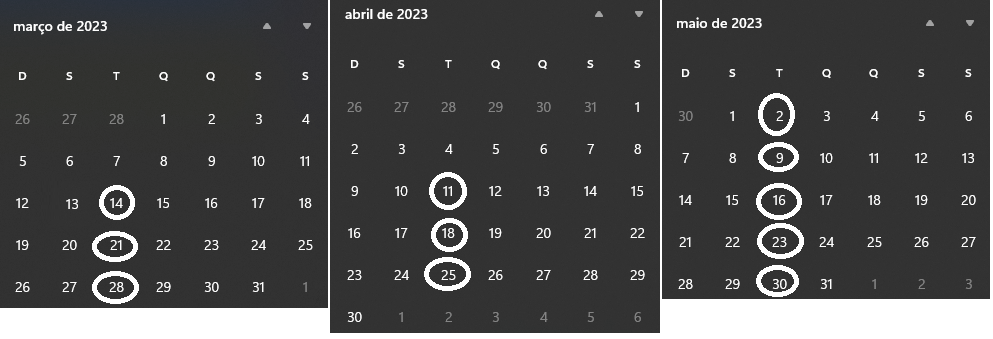 março de 2023
D S T Q Q S S
26 27 28 1 2 3 4
5 6 7 8 9 10 11
12 13 14 15 16 17 18
19 20 21 22 23 24 25
26 27 28 29 30 31 1
abril de 2023
D S T Q Q S S
26 27 28 29 30 31 1
2 3 4 5 6 7 8
9 10 11 12 13 14 15
16 17 18 19 20 21 22
23 24 25 26 27 28 29
30 1 2 3 4 5 6
maio de 2023
D S T Q Q S S
30 1 2 3 4 5 6
7 8 9 10 11 12 13
14 15 16 17 18 19 20
21 22 23 24 25 26 27
28 29 30 31 1 2 3